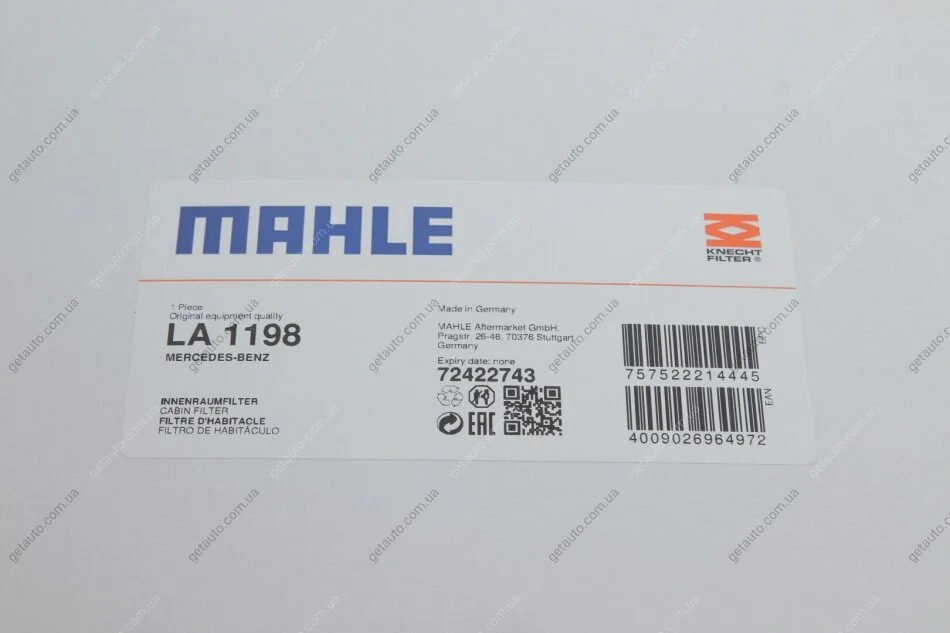 MAHLE
KNECHT
FILTER®
1 Piece
Original equipment quality
LA 1198
MERCEDES-BENZ
INNENRAUMFILTER
CABIN FILTER
FILTRE D'HABITACLE
FILTRO DE HABITÁCULO
Made in Germany
MAHLE Aftermarket GmbH,
Pragstr. 26-46, 70376 Stuttgart
Germany
Expiry date: none
72422743
EAC
UPC
757522214445
EAN
4009026964972
getauto.com.ua